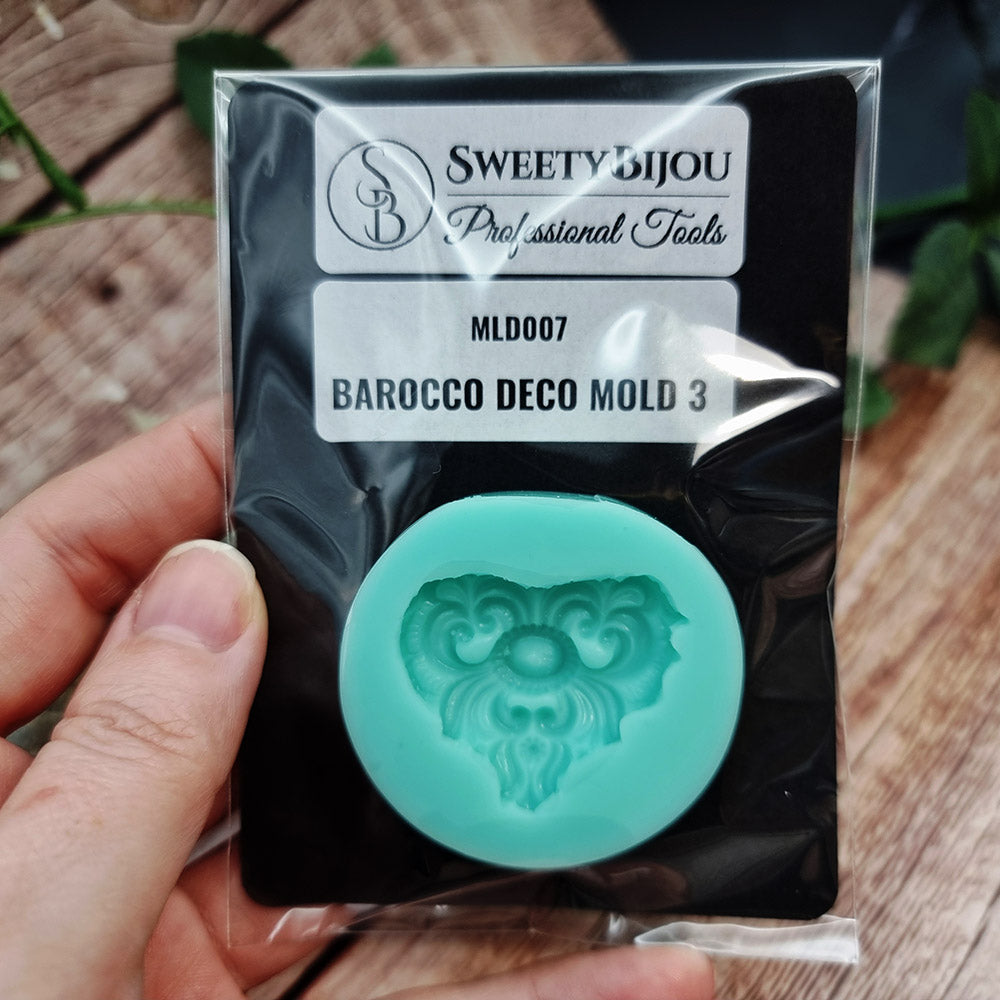 SB
SWEETYBIJOU
Professional Tools
MLD007
BAROCCO DECO MOLD 3